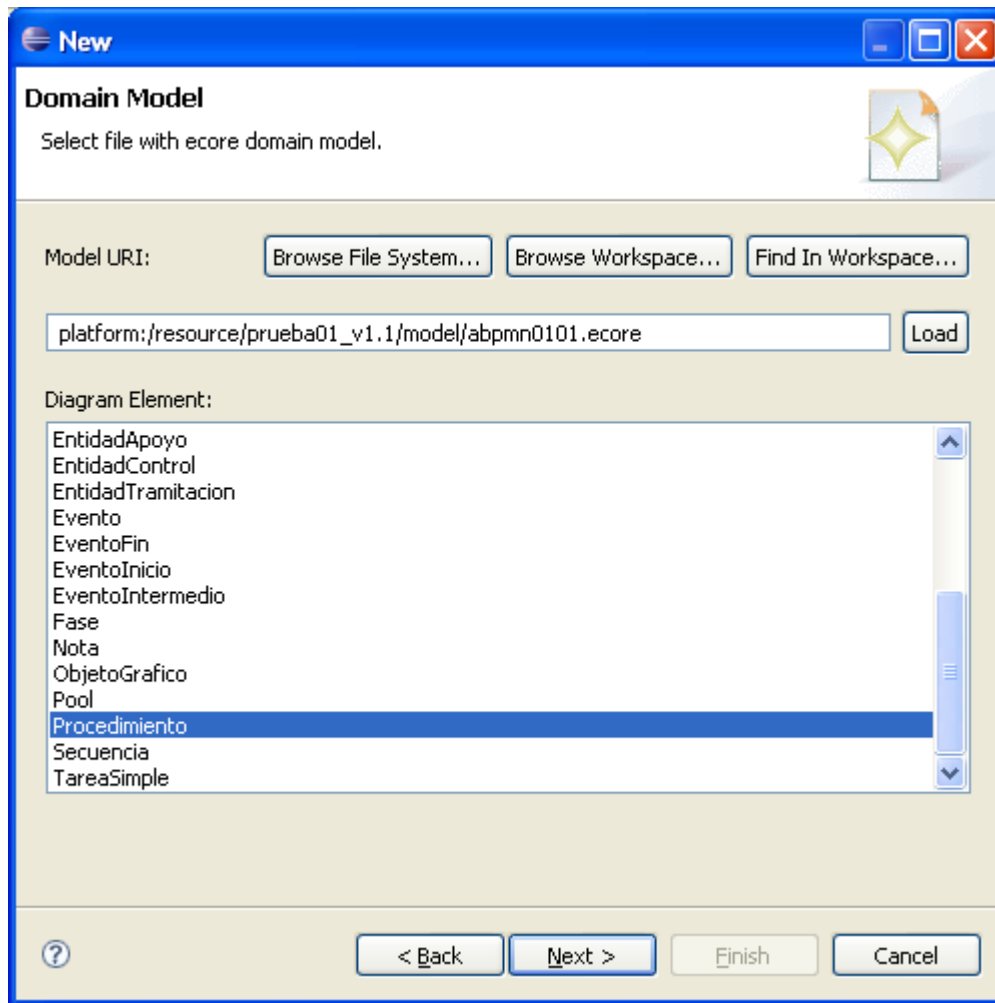 New
Domain Model
Select file with ecore domain model.
Model URI: Browse File System... Browse Workspace... Find In Workspace...
platform:/resource/prueba01_v1.1/model/abpmn0101.ecore Load
Diagram Element:
EntidadApoyo
EntidadControl
EntidadTramitacion
Evento
EventoFin
EventoInicio
EventoIntermedio
Fase
Nota
ObjetoGrafico
Pool
Procedimiento
Secuencia
TareaSimple
? < Back Next > Finish Cancel